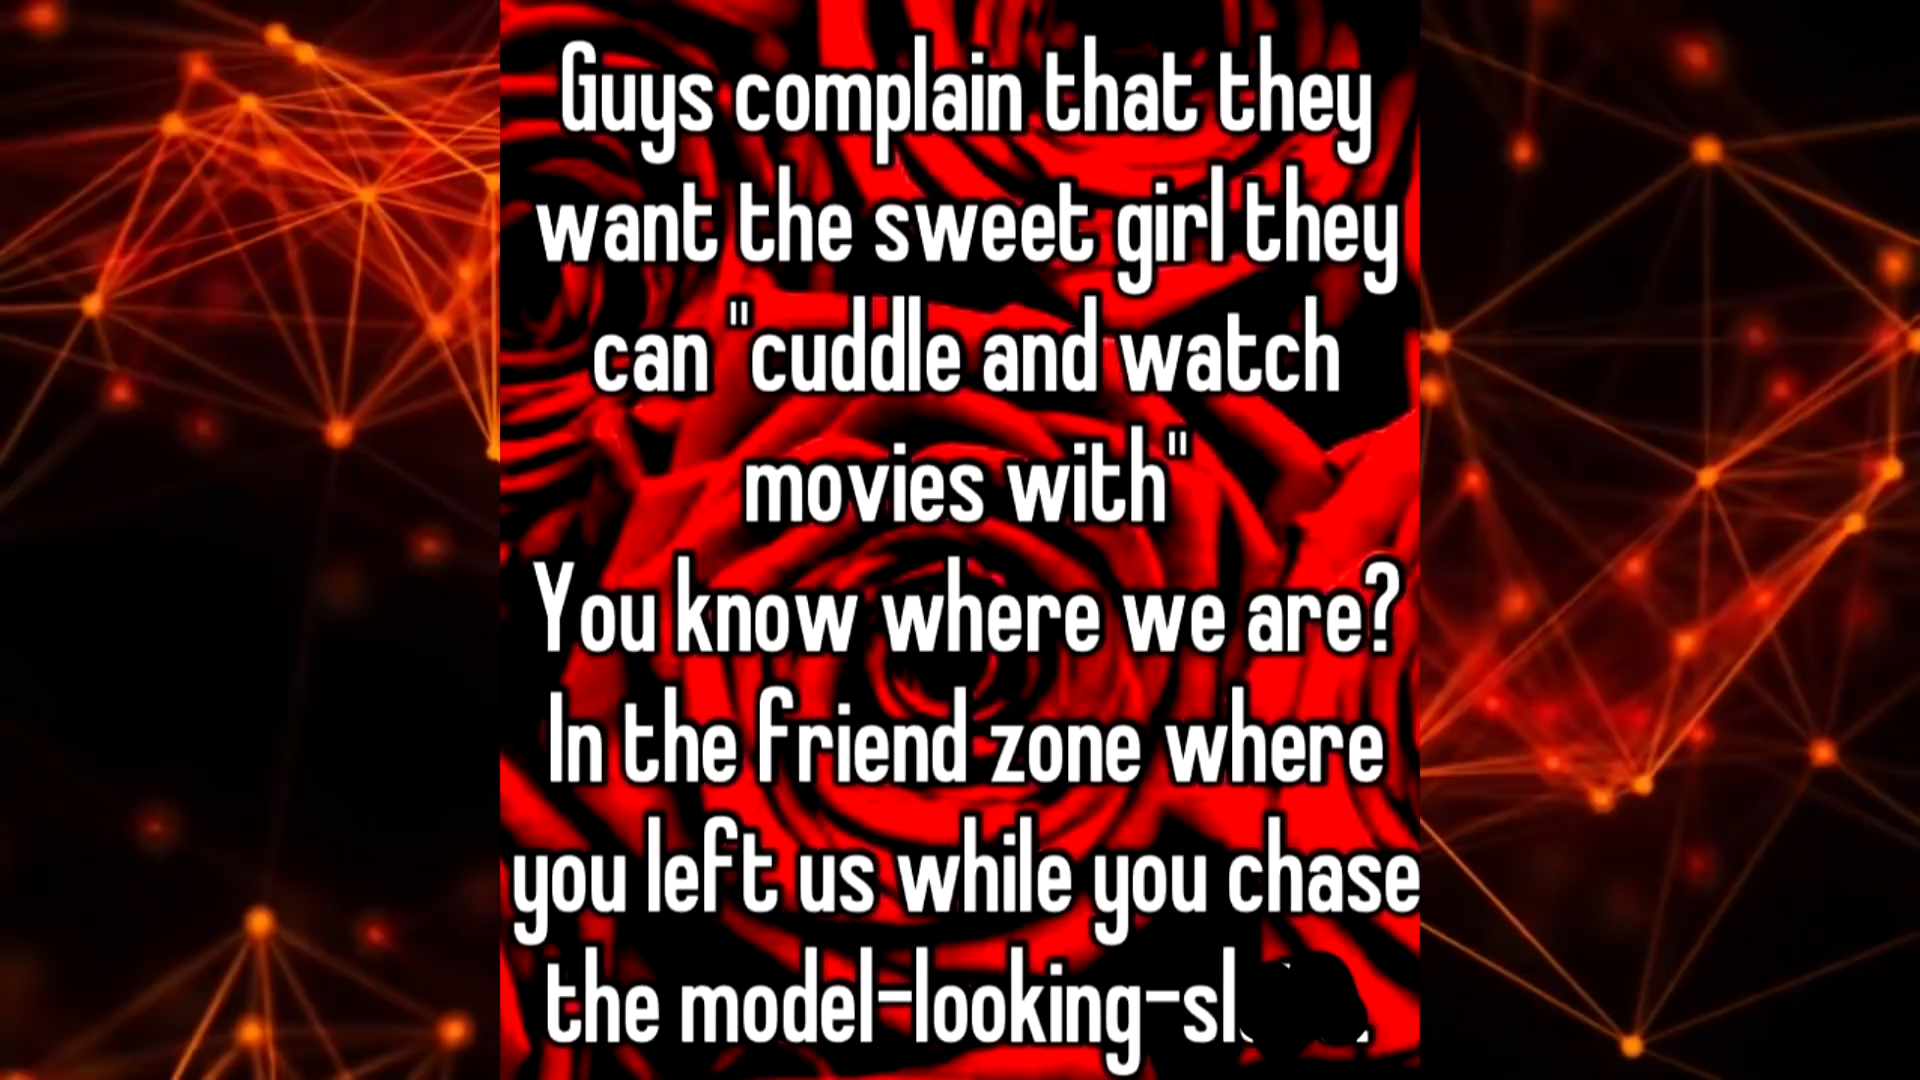 Guys complain that they
want the sweet girl they
can "cuddle and watch
movies with"
You know where we are?
In the friend zone where
you left us while you chase
the model-looking-